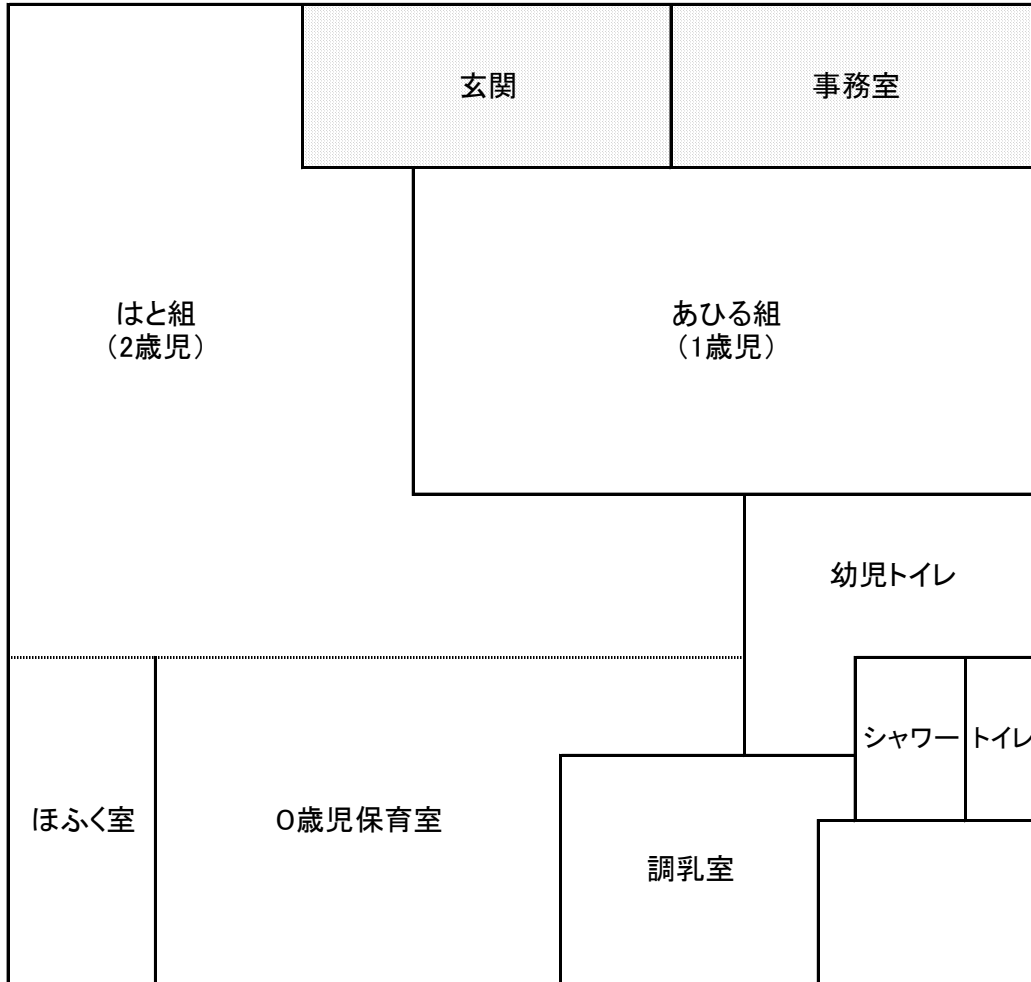 玄関
事務室
はと組
（2歳児）
あひる組
（1歳児）
幼児トイレ
シャワー
トイレ
ほふく室
0歳児保育室
調乳室